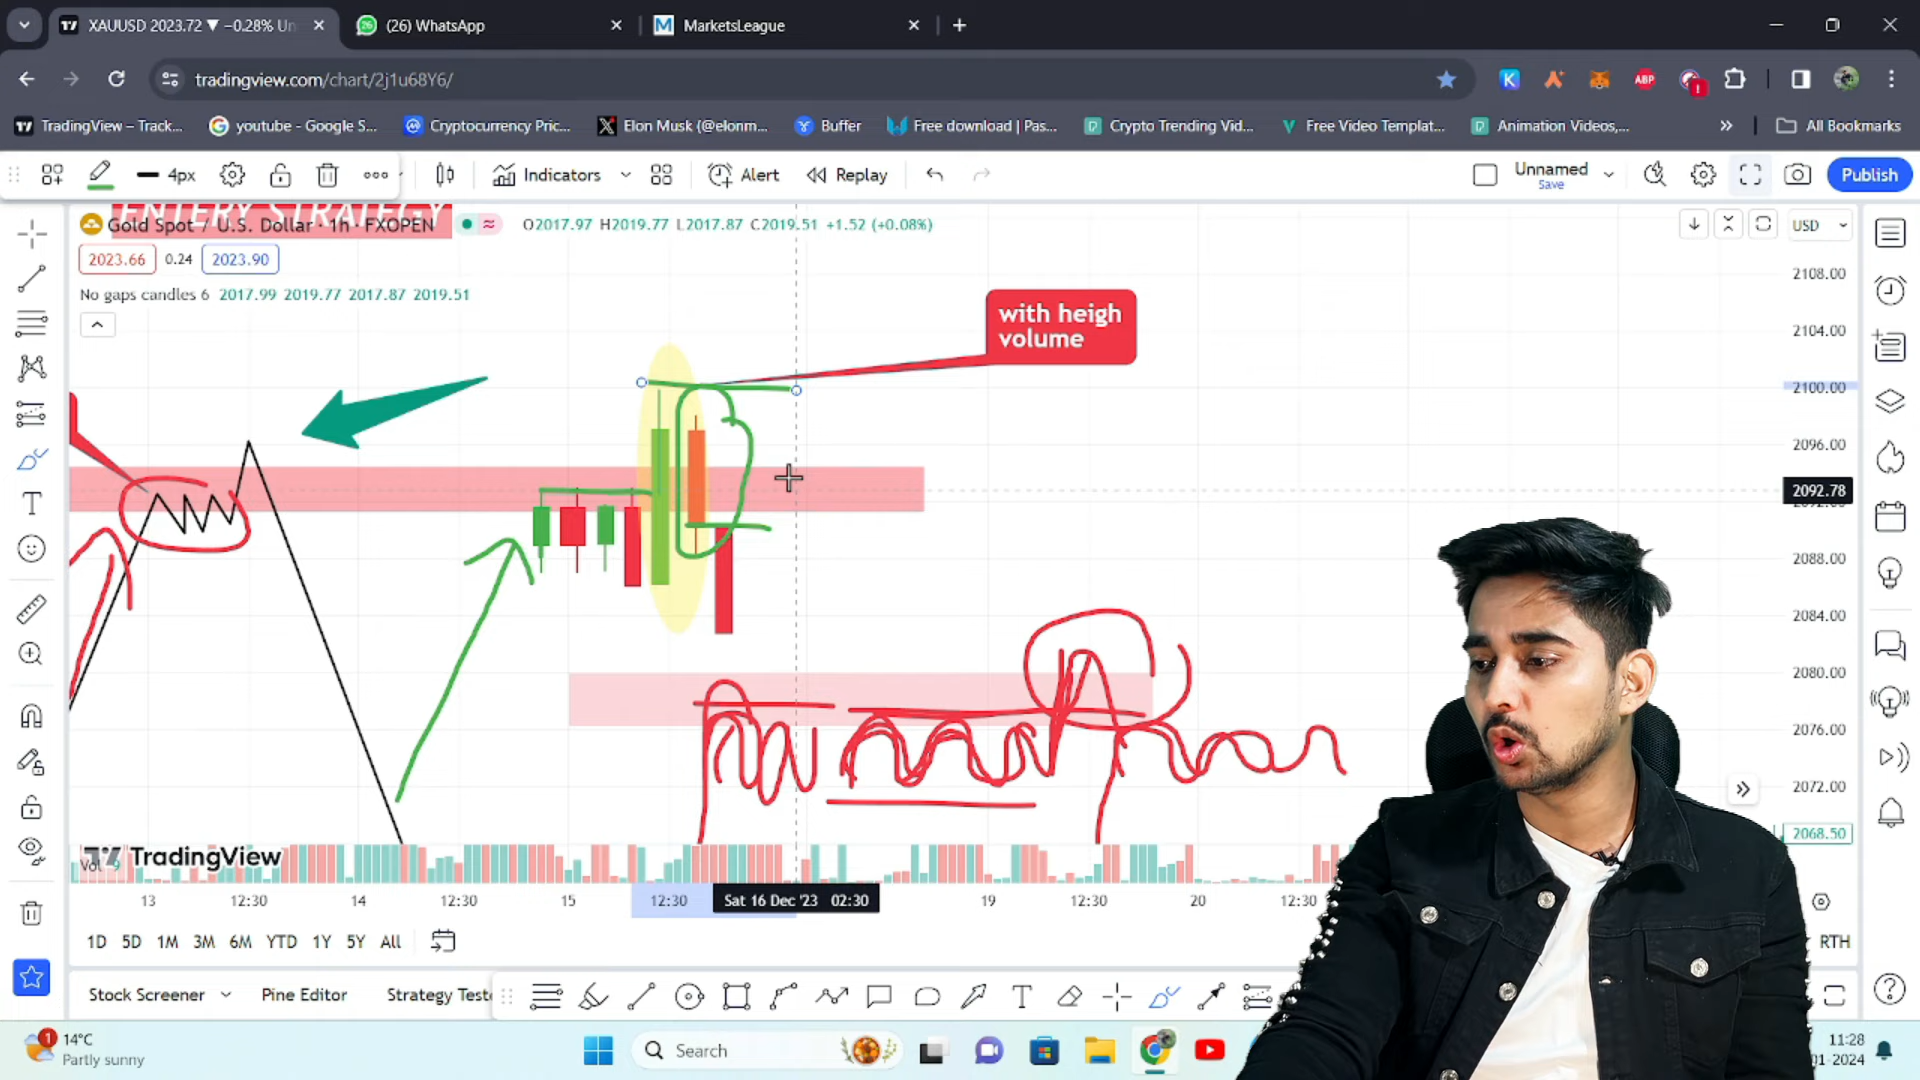 XAUUSD 2023.72 ▼ −0.28% Un
(26) WhatsApp
MarketsLeague
tradingview.com/chart/2j1u68Y6/
TradingView – Track...
youtube - Google S...
Cryptocurrency Pric...
Elon Musk (@elonm...
Buffer
Free download | Pas...
Crypto Trending Vid...
Free Video Templat...
Animation Videos,...
All Bookmarks
4px
Indicators
Alert
Replay
Unnamed
Save
Publish
ENTERY STRATEGY
Gold Spot / U.S. Dollar · 1h · FXOPEN
O2017.97 H2019.77 L2017.87 C2019.51 +1.52 (+0.08%)
USD
2023.66
0.24
2023.90
No gaps candles 6 2017.99 2019.77 2017.87 2019.51
with heigh
volume
2108.00
2104.00
2100.00
2096.00
2092.78
2088.00
2084.00
2080.00
2076.00
2072.00
2068.50
TradingView
Vol 9
13
12:30
14
12:30
15
12:30
Sat 16 Dec '23 02:30
19
12:30
20
12:30
1D 5D 1M 3M 6M YTD 1Y 5Y All
RTH
Stock Screener
Pine Editor
Strategy Teste
1
14°C
Partly sunny
Search
11:28
01-2024